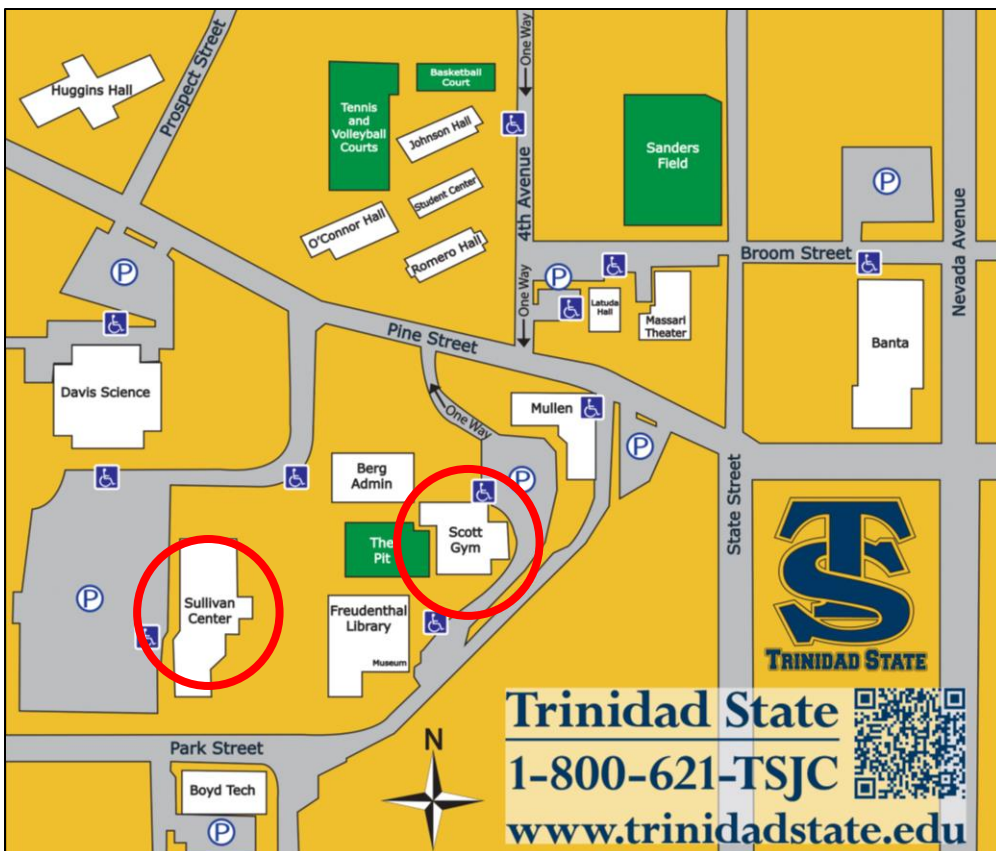 Huggins Hall
Prospect Street
Tennis
and
Volleyball
Courts
Basketball
Court
Johnson Hall
Student Center
O'Connor Hall
Romero Hall
One Way
4th Avenue
One Way
Sanders
Field
P
Broom Street
Nevada Avenue
P
P
Latuda
Hall
Massari
Theater
Banta
Pine Street
Davis Science
One Way
Mullen
P
P
State Street
Berg
Admin
Scott
Gym
The
Pit
P
Sullivan
Center
Freudenthal
Library
Museum
Park Street
Boyd Tech
P
N
TS
TRINIDAD STATE
Trinidad State
1-800-621-TSJC
www.trinidadstate.edu